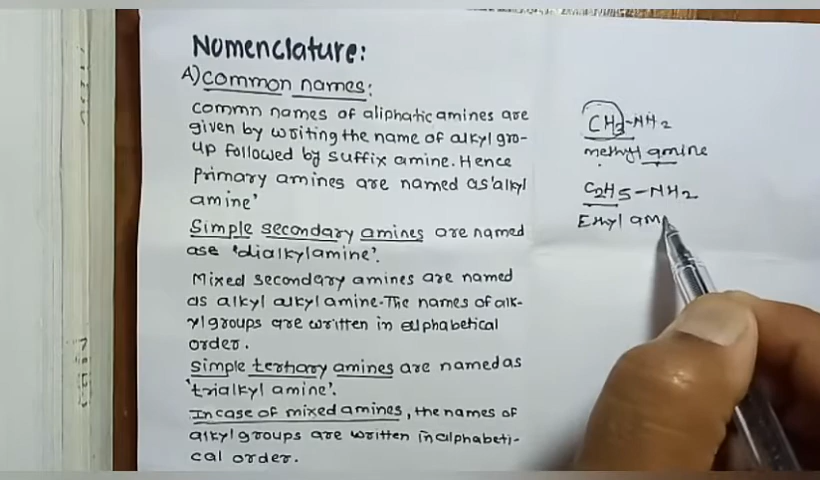 Nomenclature:
A) common names:
commn names of aliphatic amines are
given by writing the name of alkyl gro-
up followed by suffix amine. Hence
primary amines are named as 'alkyl
amine'
Simple secondary amines are named
ase 'dialkylamine'.
Mixed secondary amines are named
as alkyl alkyl amine. The names of alk-
yl groups are written in alphabetical
order.
Simple tertiary amines are named as
'trialkyl amine'.
Incase of mixed amines, the names of
alkyl groups are written in alphabeti-
cal order.
CH3-NH2
methyl amine
C2H5-NH2
Ethyl am